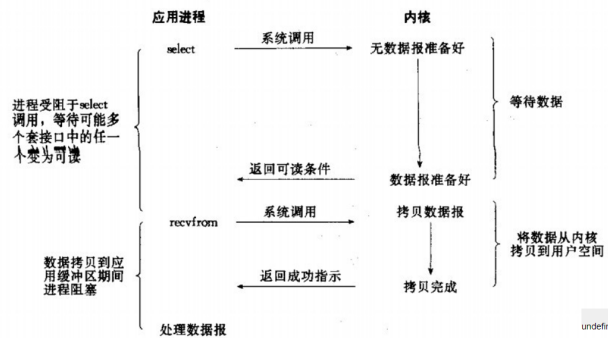 应用进程
内核
select
系统调用
无数据报准备好
进程受阻于select
调用，等待可能多
个套接口中的任一
个变为可读
等待数据
返回可读条件
数据报准备好
recvfrom
系统调用
拷贝数据报
将数据从内核
拷贝到用户空间
数据拷贝到应
用缓冲区期间
进程阻塞
返回成功指示
拷贝完成
处理数据报
undefin